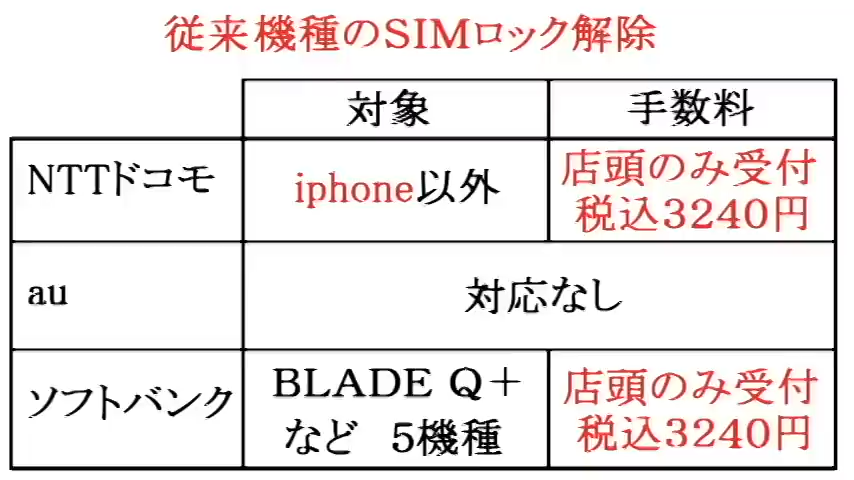 従来機種のSIMロック解除
対象 手数料
NTTドコモ iphone以外 店頭のみ受付
税込3240円
au 対応なし
ソフトバンク BLADE Q+ 店頭のみ受付
など 5機種 税込3240円